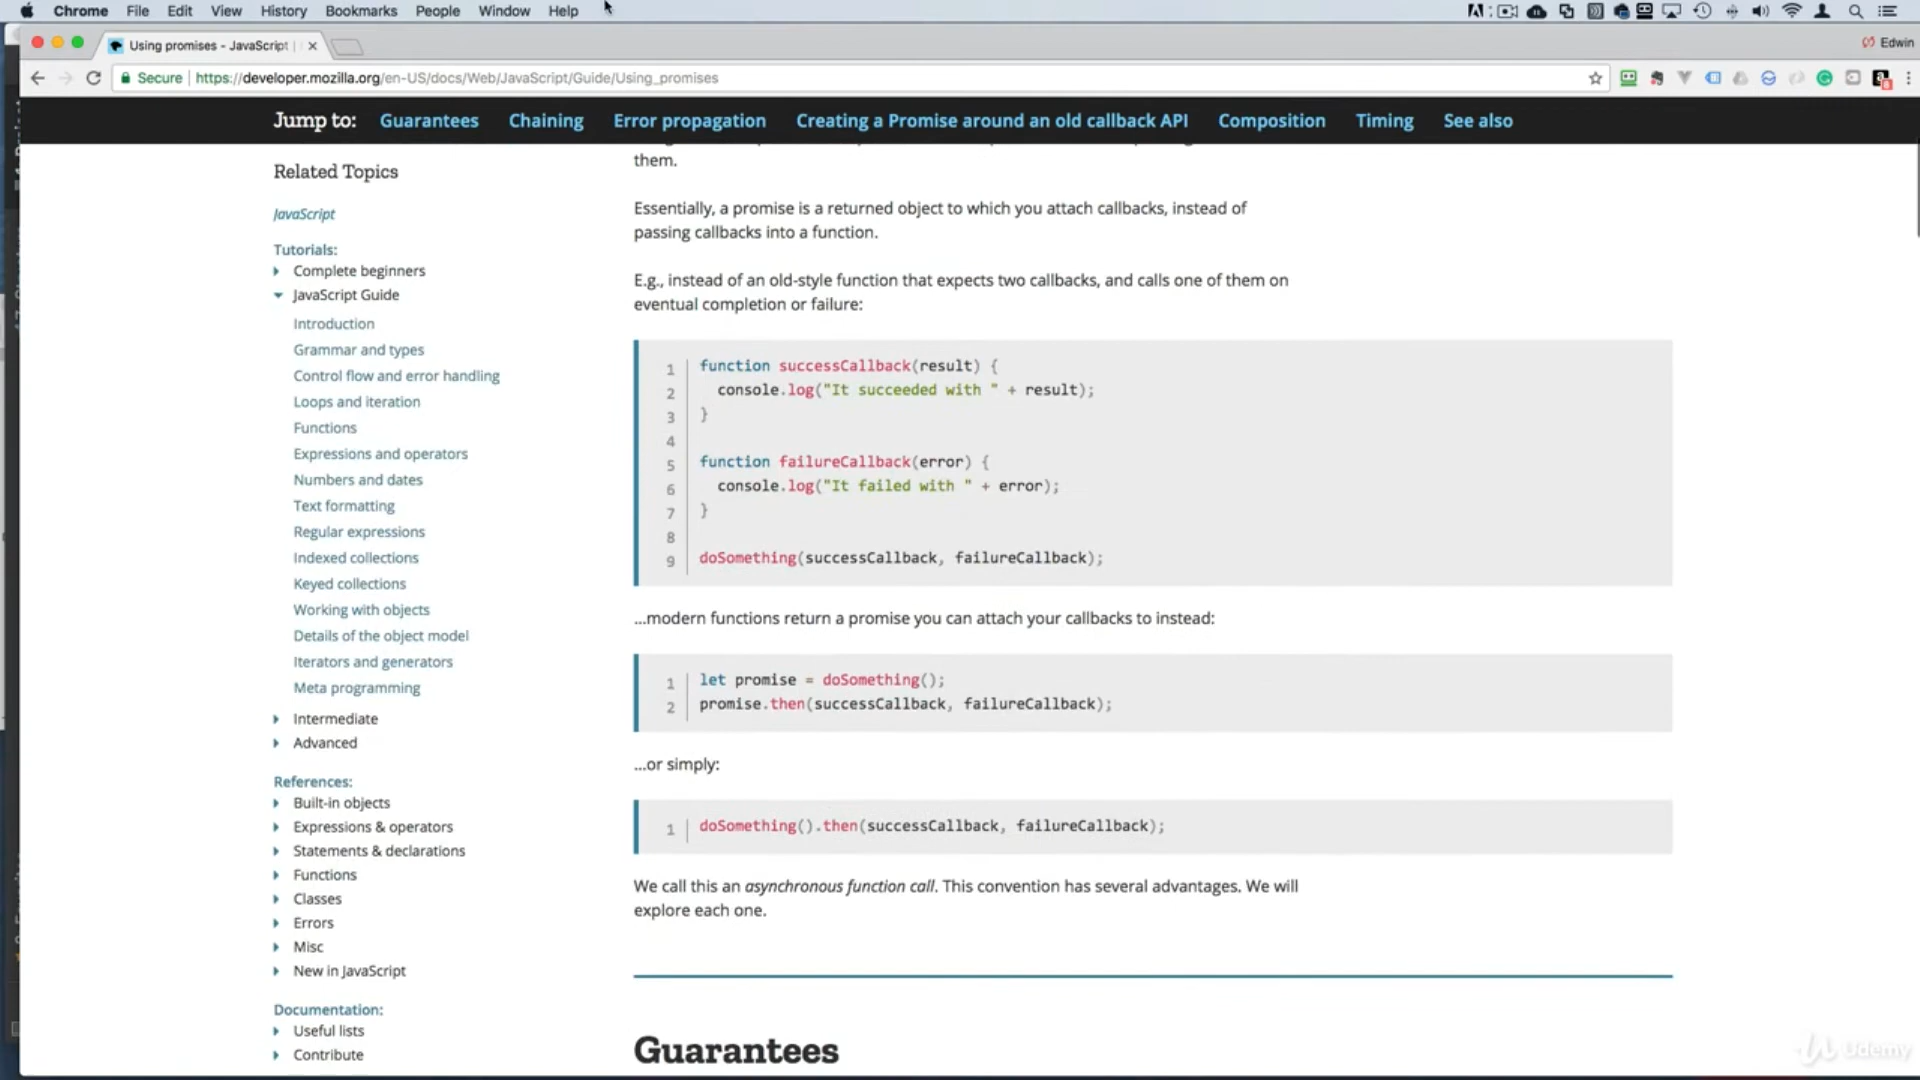 Chrome File Edit View History Bookmarks People Window Help
Using promises - JavaScript |
Edwin
Secure https://developer.mozilla.org/en-US/docs/Web/JavaScript/Guide/Using_promises
Jump to: Guarantees Chaining Error propagation Creating a Promise around an old callback API Composition Timing See also
Related Topics
JavaScript
Tutorials:
Complete beginners
JavaScript Guide
Introduction
Grammar and types
Control flow and error handling
Loops and iteration
Functions
Expressions and operators
Numbers and dates
Text formatting
Regular expressions
Indexed collections
Keyed collections
Working with objects
Details of the object model
Iterators and generators
Meta programming
Intermediate
Advanced
References:
Built-in objects
Expressions & operators
Statements & declarations
Functions
Classes
Errors
Misc
New in JavaScript
Documentation:
Useful lists
Contribute
them.
Essentially, a promise is a returned object to which you attach callbacks, instead of
passing callbacks into a function.
E.g., instead of an old-style function that expects two callbacks, and calls one of them on
eventual completion or failure:
1 function successCallback(result) {
2 console.log("It succeeded with " + result);
3 }
4
5 function failureCallback(error) {
6 console.log("It failed with " + error);
7 }
8
9 doSomething(successCallback, failureCallback);
...modern functions return a promise you can attach your callbacks to instead:
1 let promise = doSomething();
2 promise.then(successCallback, failureCallback);
...or simply:
1 doSomething().then(successCallback, failureCallback);
We call this an asynchronous function call. This convention has several advantages. We will
explore each one.
Guarantees
Udemy